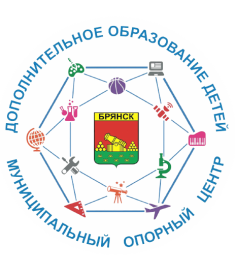 ДОПОЛНИТЕЛЬНОЕ ОБРАЗОВАНИЕ ДЕТЕЙ
БРЯНСК
МУНИЦИПАЛЬНЫЙ ОПОРНЫЙ ЦЕНТР